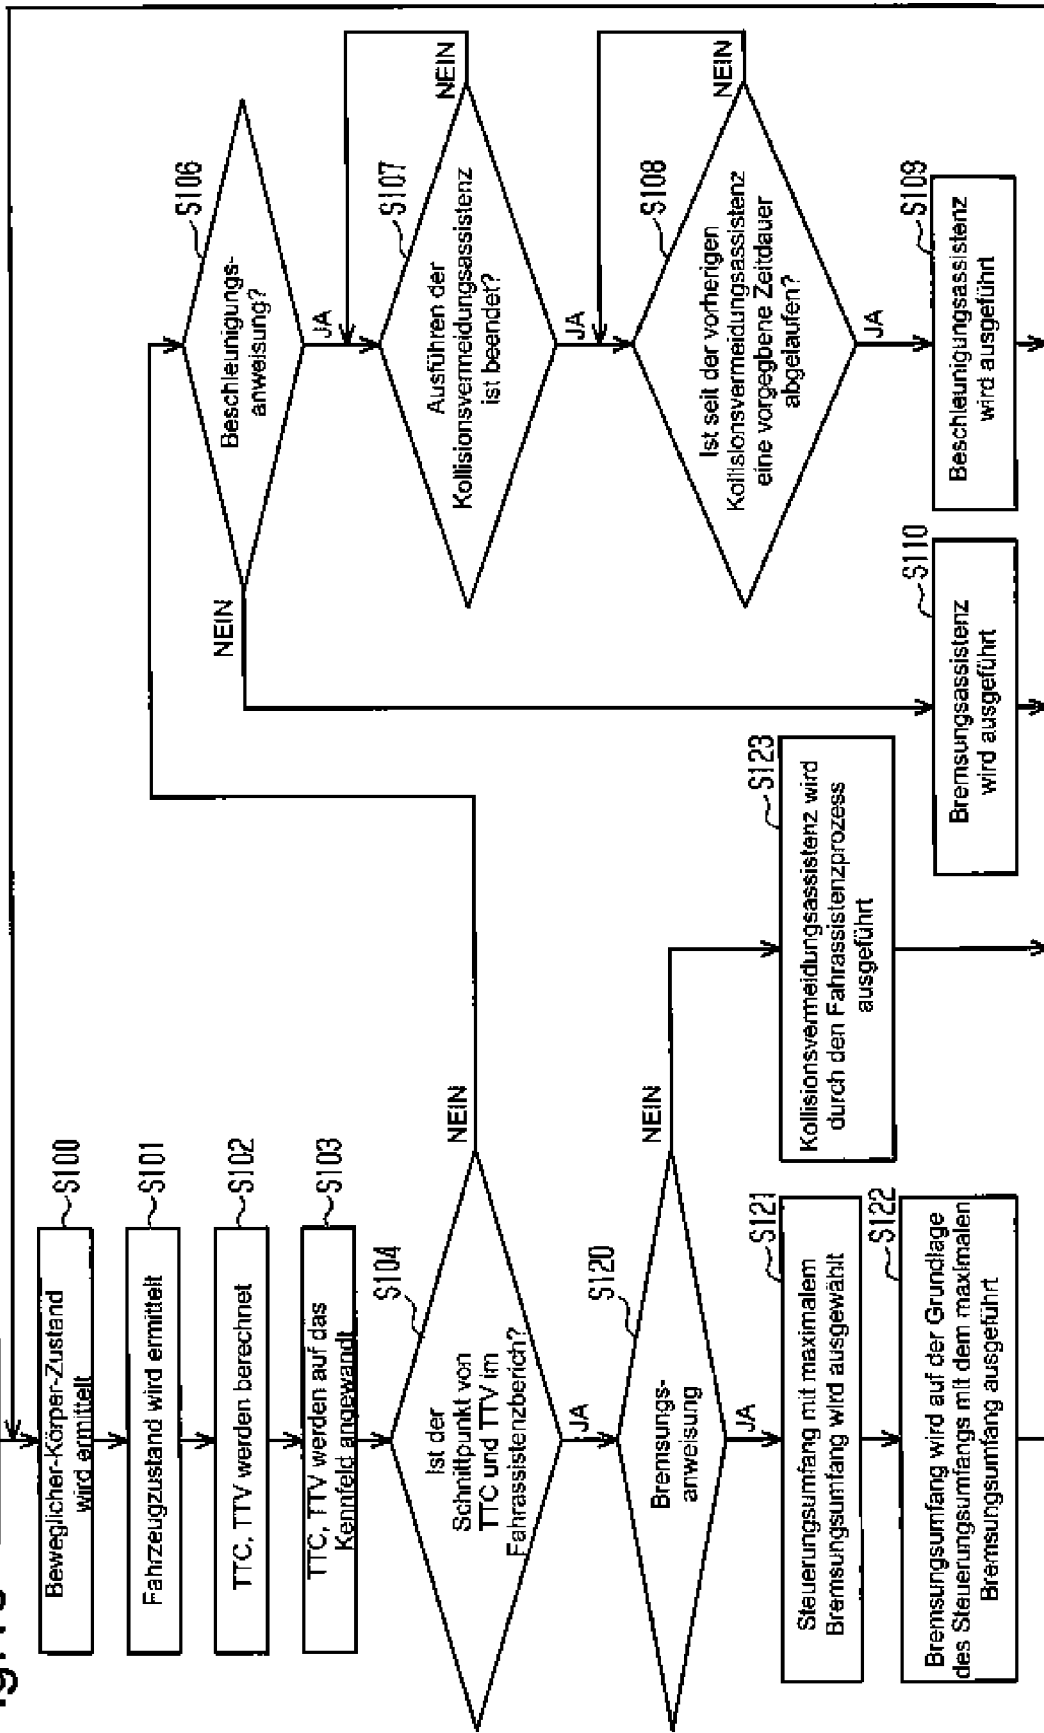 Beweglicher-Körper-Zustand
wird ermittelt
S100
Fahrzeugzustand wird ermittelt
S101
TTC, TTV werden berechnet
S102
TTC, TTV werden auf das
Kennfeld angewandt
S103
Ist der
Schnittpunkt von
TTC und TTV im
Fahrassistenzberich?
S104
NEIN
JA
Bremsungs-
anweisung
S120
NEIN
JA
Steuerungsumfang mit maximalem
Bremsumfang wird ausgewählt
S121
Bremsungsumfang wird auf der Grundlage
des Steuerungsumfangs mit dem maximalen
Bremsungsumfang ausgeführt
S122
Kollisionsvermeidungsassistenz wird
durch den Fahrassistenzprozess
ausgeführt
S123
Beschleunigungs-
anweisung?
S106
NEIN
JA
Ausführen der
Kollisionsvermeidungsassistenz
ist beendet?
S107
NEIN
JA
Ist seit der vorherigen
Kollisionsvermeidungsassistenz
eine vorgegbene Zeitdauer
abgelaufen?
S108
NEIN
JA
Beschleunigungsassistenz
wird ausgeführt
S109
Bremsungsassistenz
wird ausgeführt
S110